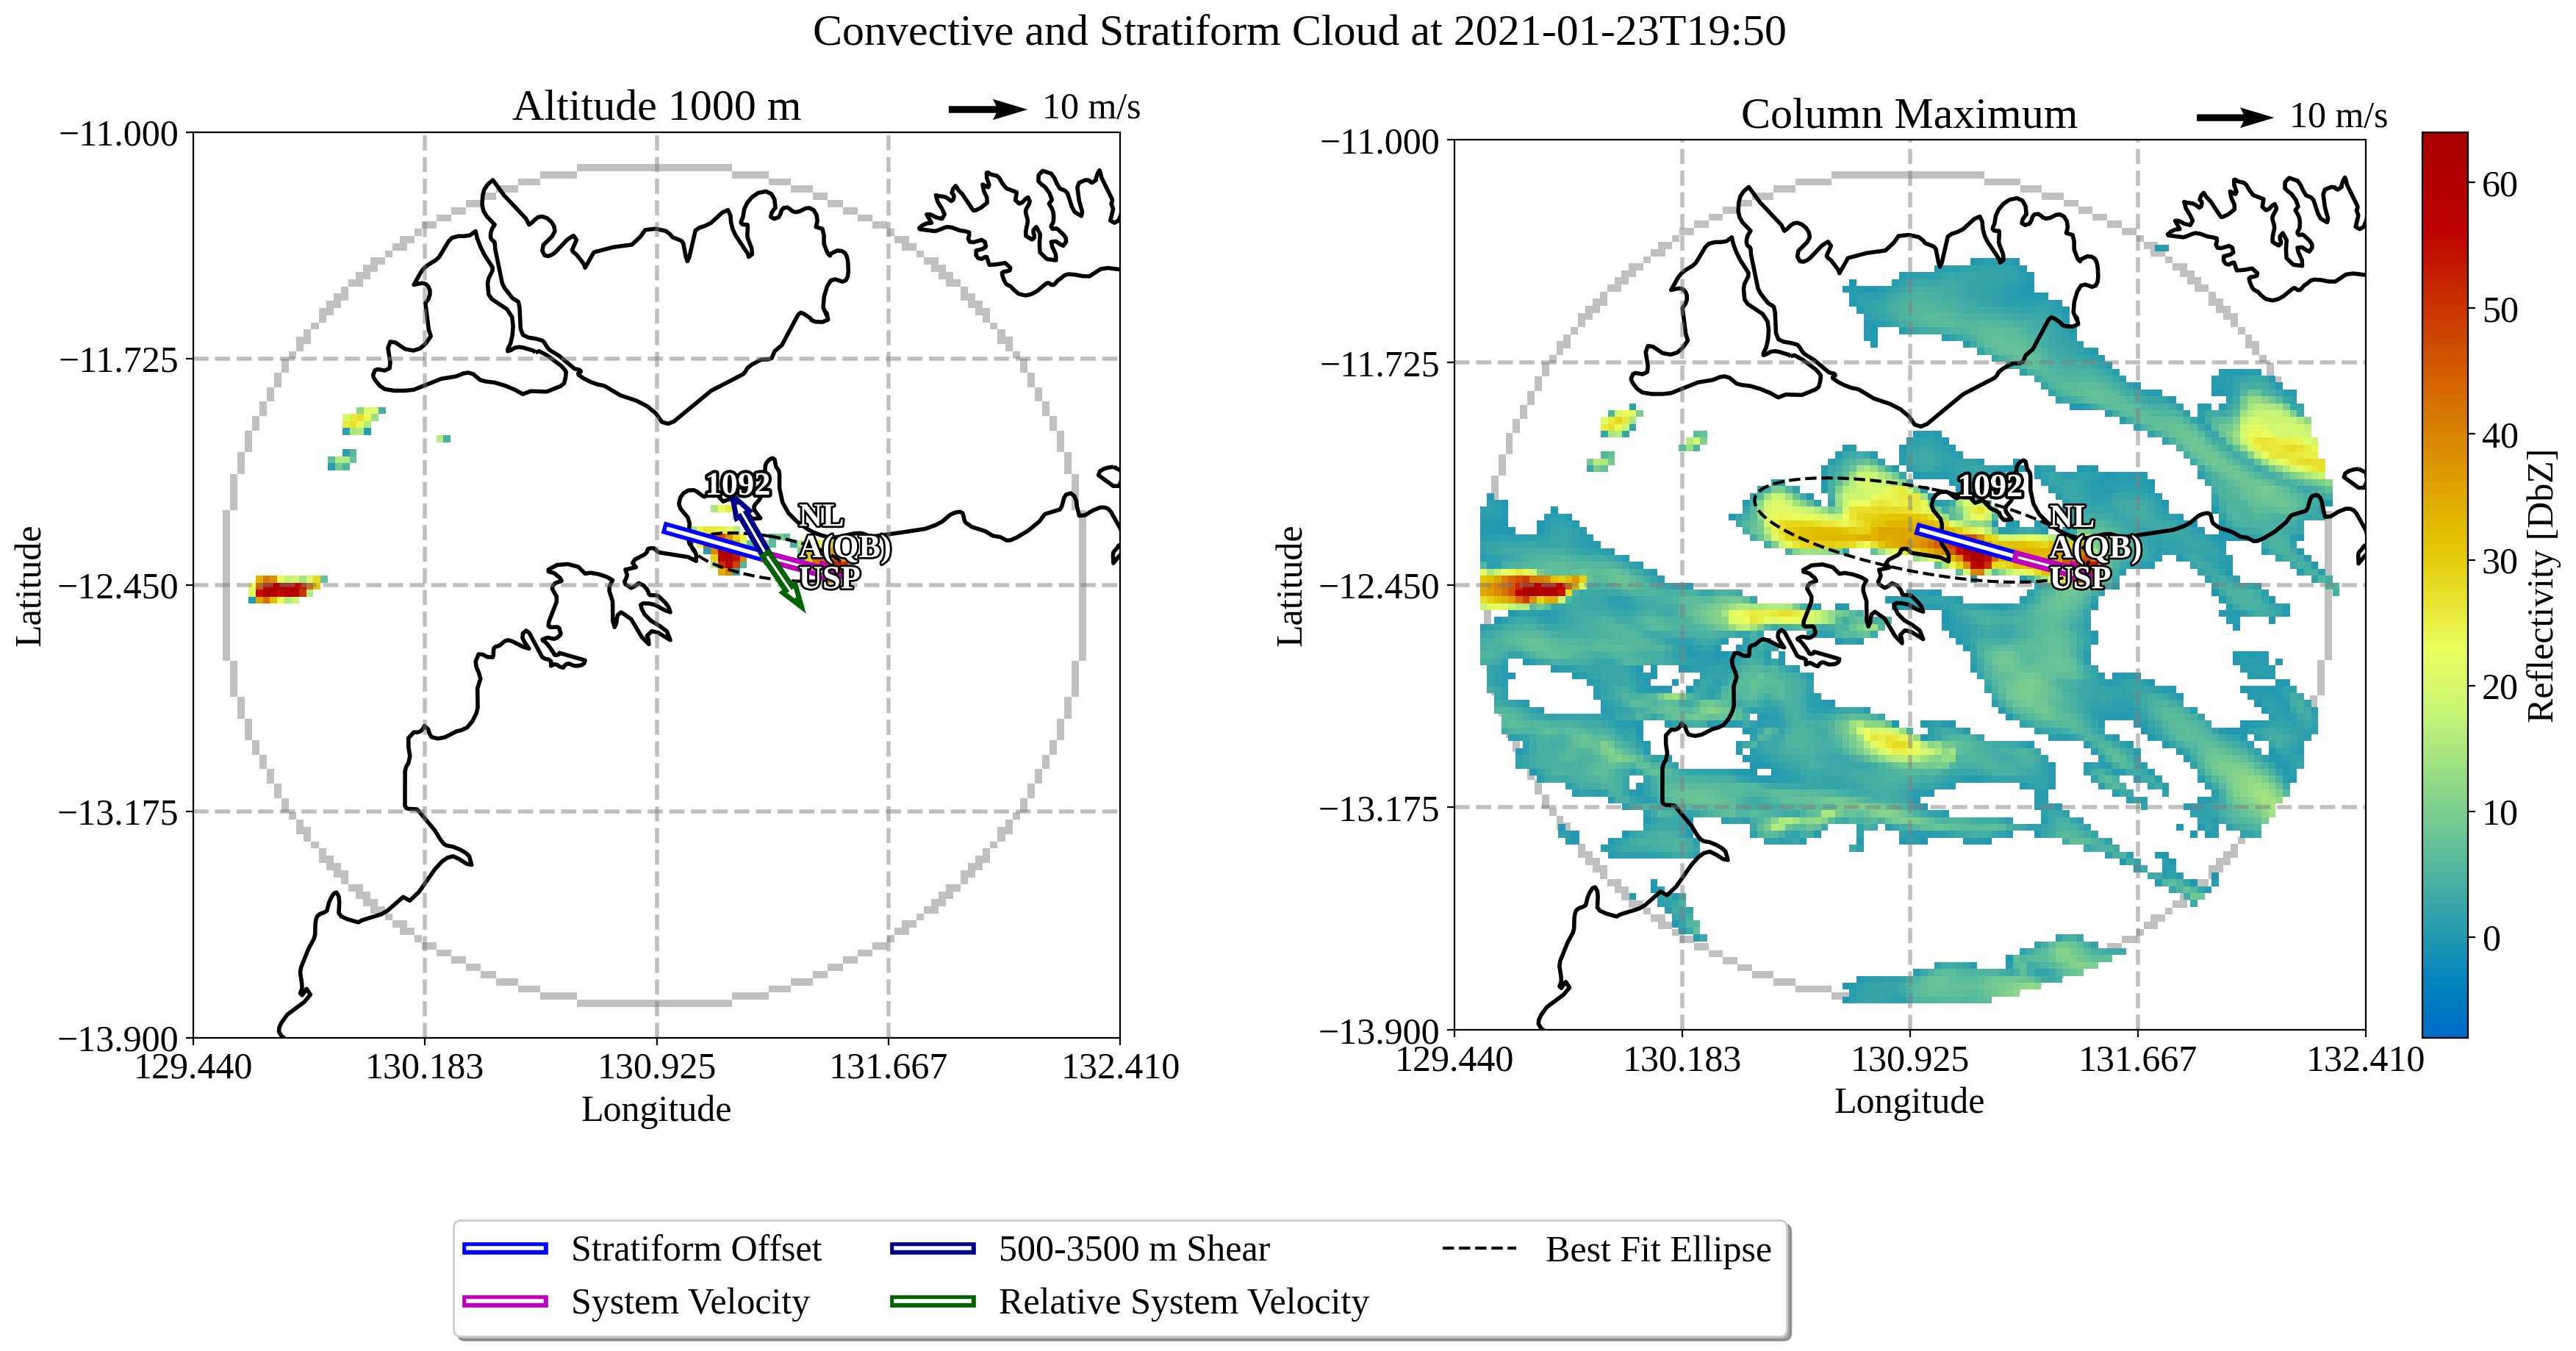 Convective and Stratiform Cloud at 2021-01-23T19:50
Altitude 1000 m
10 m/s
−11.000
−11.725
−12.450
−13.175
−13.900
Latitude
129.440
130.183
130.925
131.667
132.410
Longitude
1092
NL
A(QB)
USP
Column Maximum
10 m/s
−11.000
−11.725
−12.450
−13.175
−13.900
Latitude
129.440
130.183
130.925
131.667
132.410
Longitude
1092
NL
A(QB)
USP
60
50
40
30
20
10
0
Reflectivity [DbZ]
Stratiform Offset
System Velocity
500-3500 m Shear
Relative System Velocity
Best Fit Ellipse